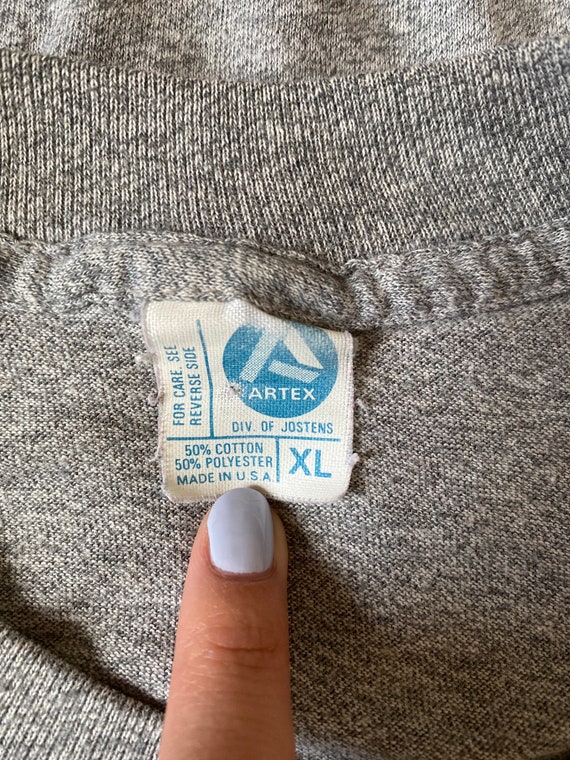 FOR CARE, SEE
REVERSE SIDE
ARTEX
DIV. OF JOSTENS
50% COTTON
50% POLYESTER
MADE IN U.S.A.
XL